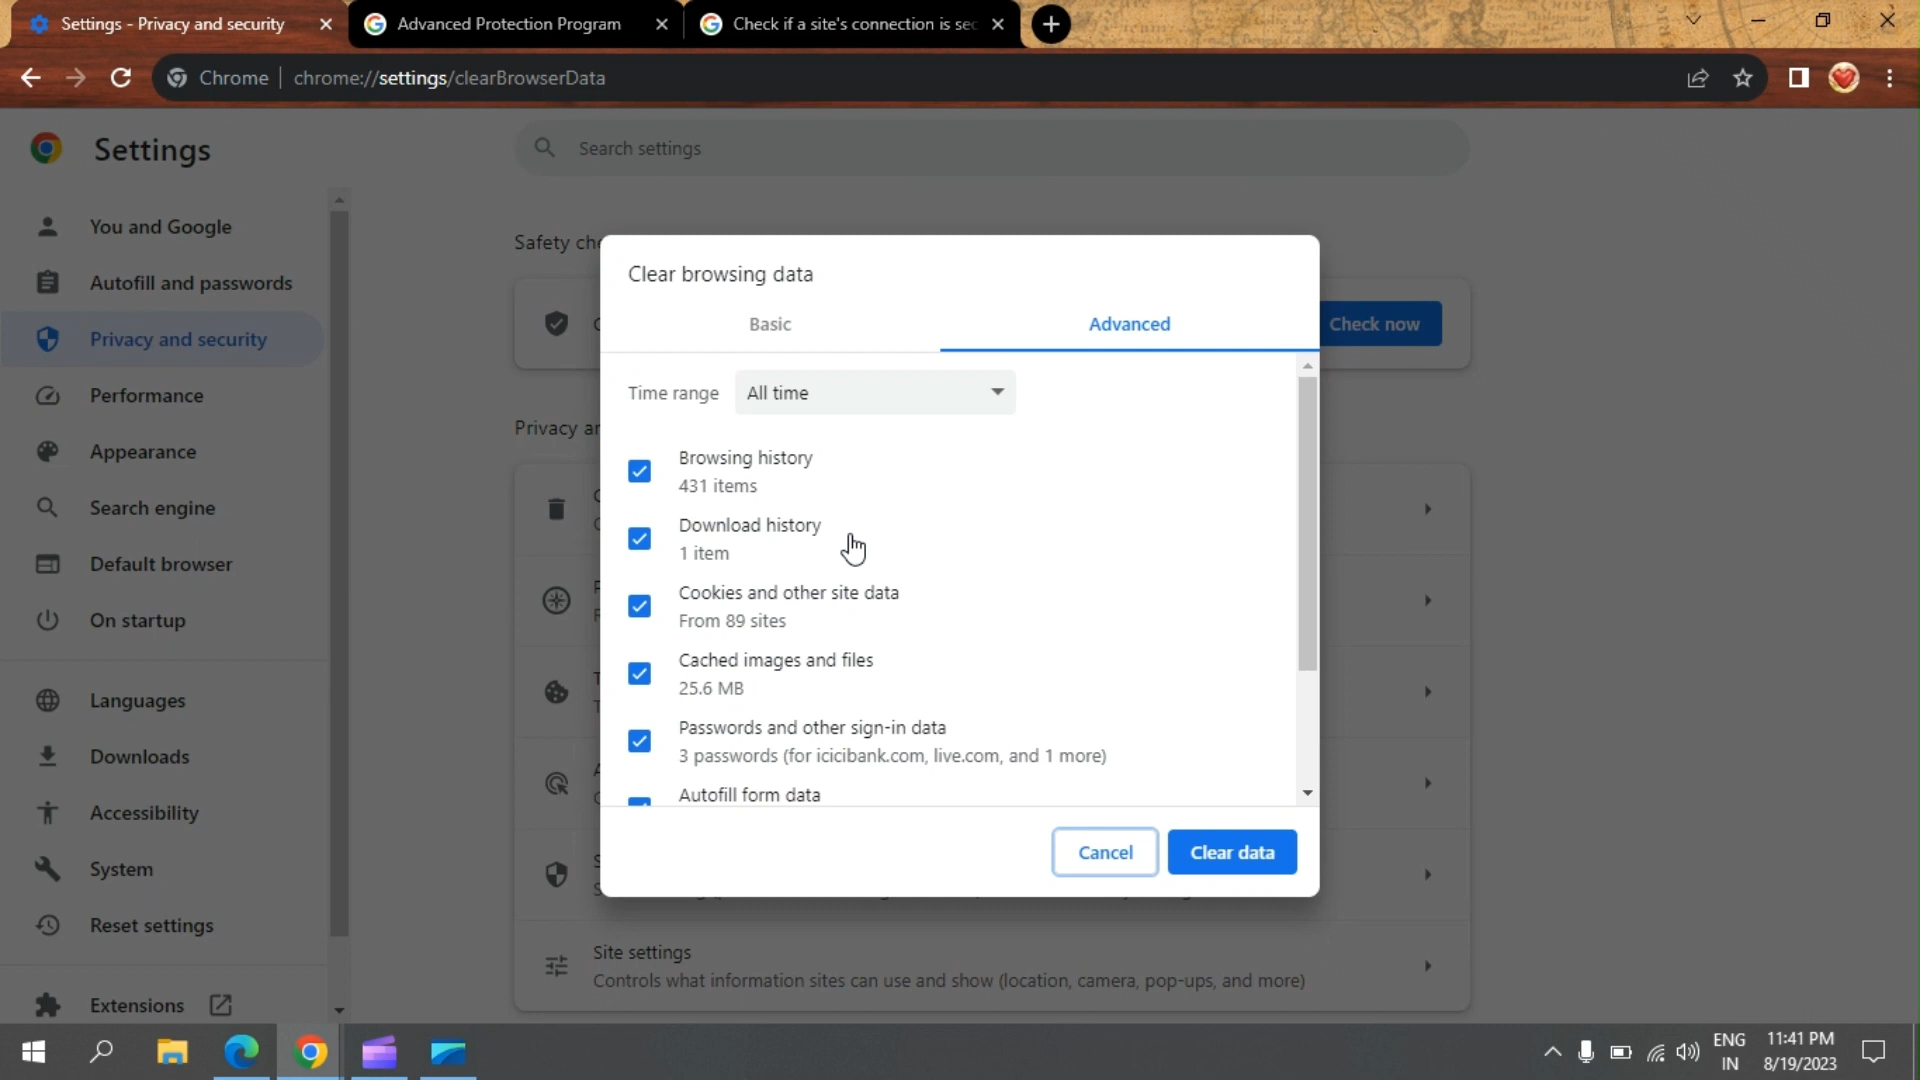 Settings - Privacy and security
Advanced Protection Program
Check if a site's connection is sec
Chrome
chrome://settings/clearBrowserData
Settings
Search settings
You and Google
Autofill and passwords
Privacy and security
Performance
Appearance
Search engine
Default browser
On startup
Languages
Downloads
Accessibility
System
Reset settings
Extensions
Safety che
Check now
Privacy an
Clear browsing data
Basic
Advanced
Time range
All time
Browsing history
431 items
Download history
1 item
Cookies and other site data
From 89 sites
Cached images and files
25.6 MB
Passwords and other sign-in data
3 passwords (for icicibank.com, live.com, and 1 more)
Autofill form data
Cancel
Clear data
Site settings
Controls what information sites can use and show (location, camera, pop-ups, and more)
ENG
IN
11:41 PM
8/19/2023